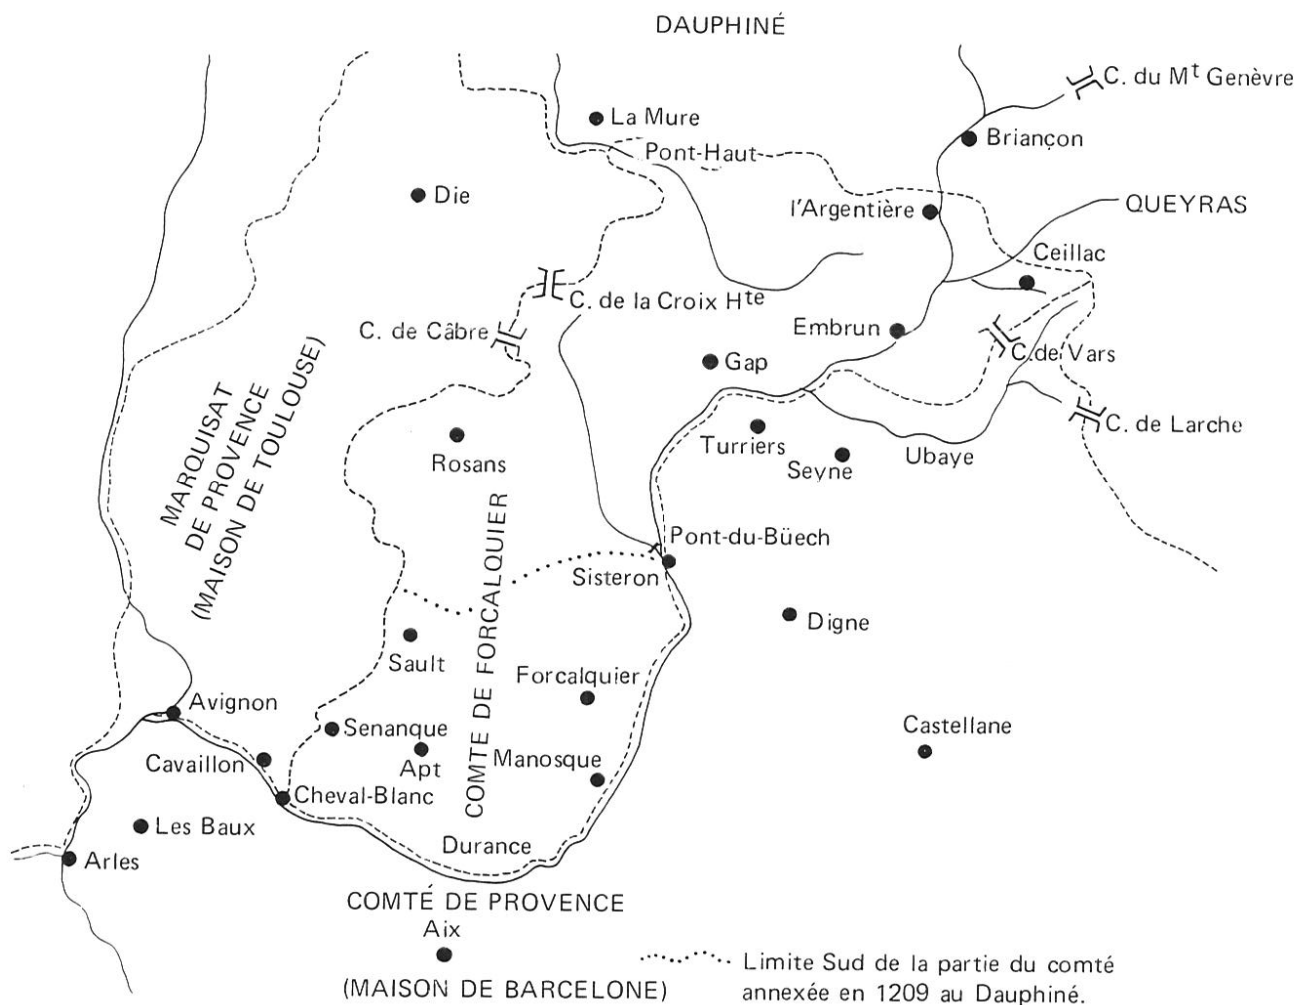 DAUPHINÉ
C. du Mt Genèvre
La Mure
Briançon
Pont-Haut
Die
l'Argentière
QUEYRAS
Ceillac
C. de la Croix Hte
C. de Câbre
Embrun
C. de Vars
Gap
MARQUISAT
DE PROVENCE
(MAISON DE TOULOUSE)
Rosans
Turriers
Seyne
Ubaye
C. de Larche
COMTE DE FORCALQUIER
Pont-du-Büech
Sisteron
Digne
Sault
Forcalquier
Avignon
Senanque
Castellane
Cavaillon
Apt
Manosque
Cheval-Blanc
Les Baux
Durance
Arles
COMTÉ DE PROVENCE
Aix
(MAISON DE BARCELONE)
Limite Sud de la partie du comté
annexée en 1209 au Dauphiné.